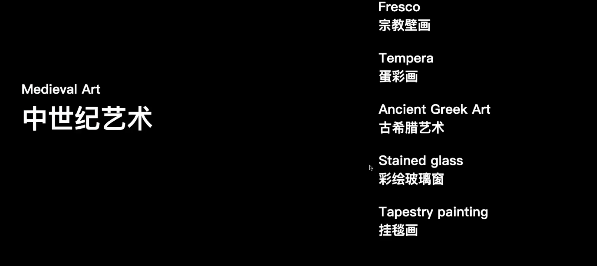 Medieval Art
中世纪艺术
Fresco
宗教壁画
Tempera
蛋彩画
Ancient Greek Art
古希腊艺术
Stained glass
彩绘玻璃窗
Tapestry painting
挂毯画